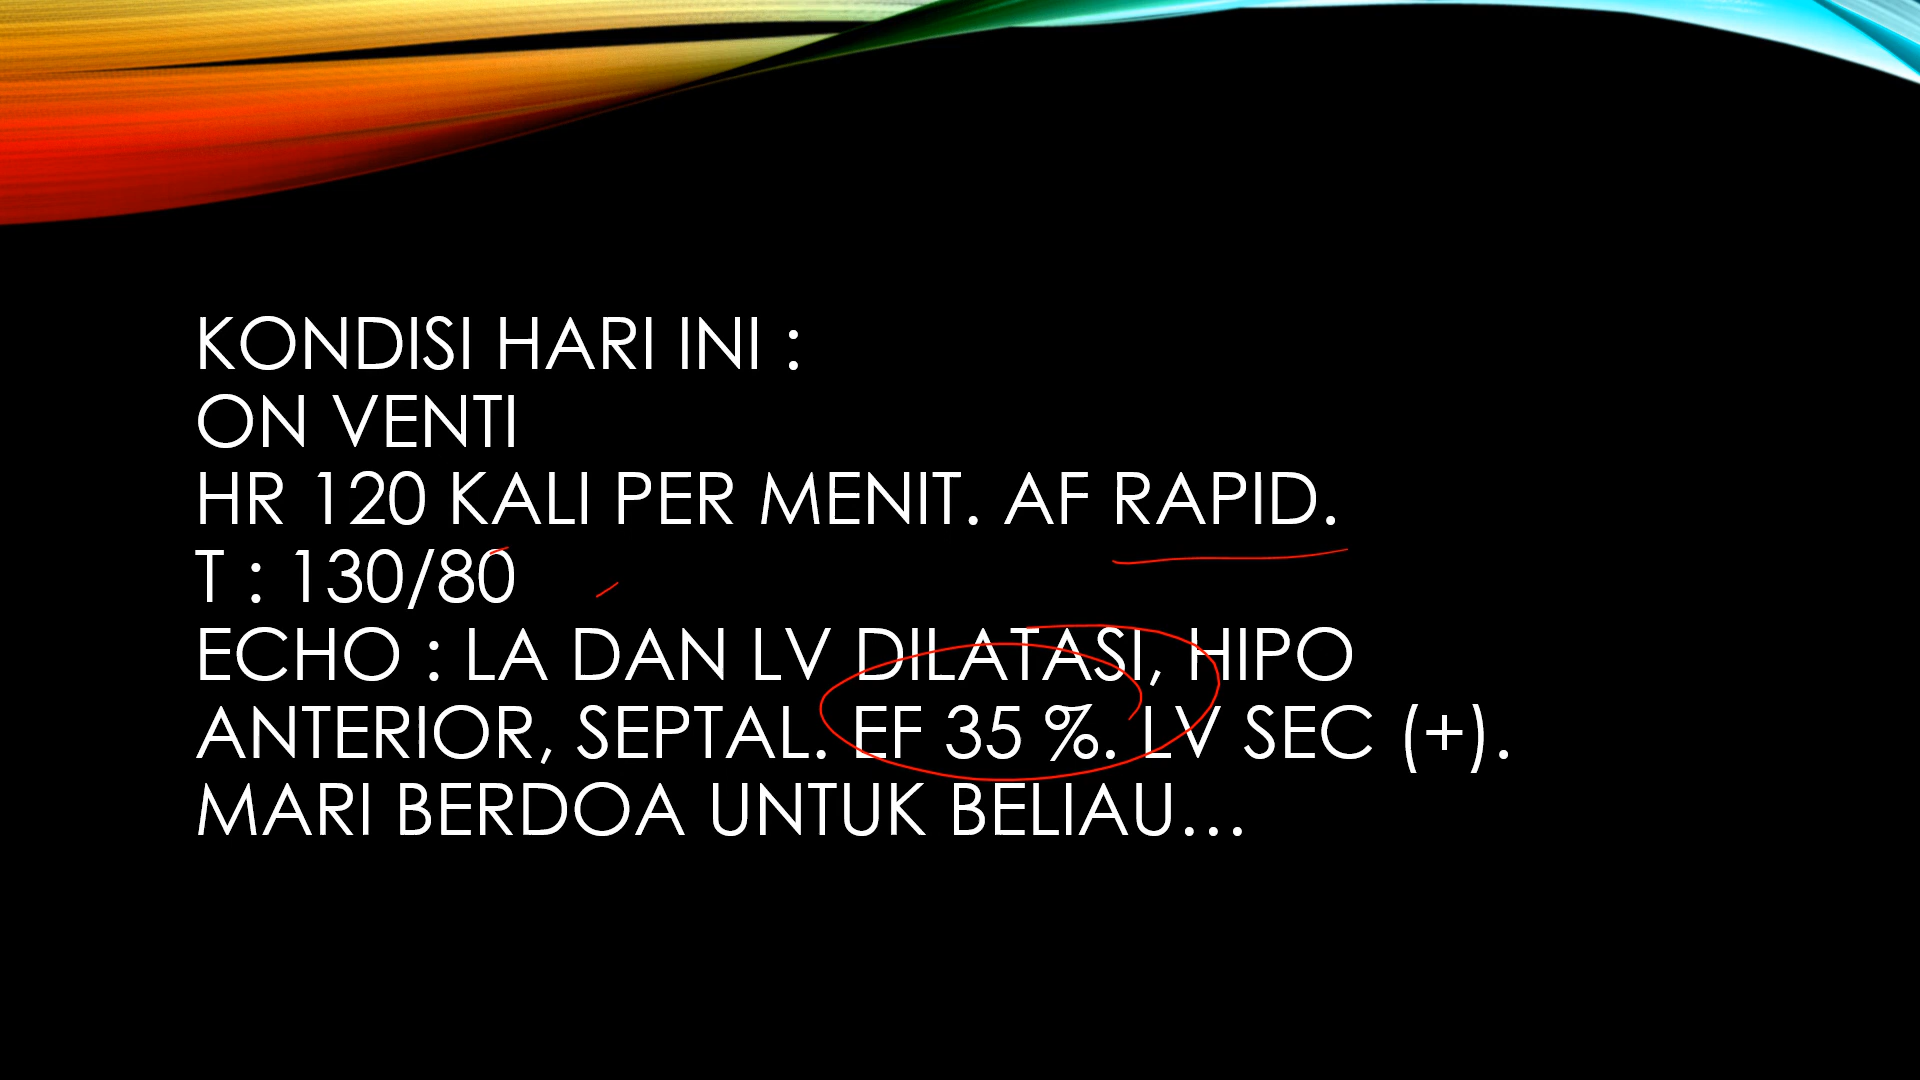 KONDISI HARI INI :
ON VENTI
HR 120 KALI PER MENIT. AF RAPID.
T : 130/80
ECHO : LA DAN LV DILATASI, HIPO
ANTERIOR, SEPTAL. EF 35 %. LV SEC (+).
MARI BERDOA UNTUK BELIAU...